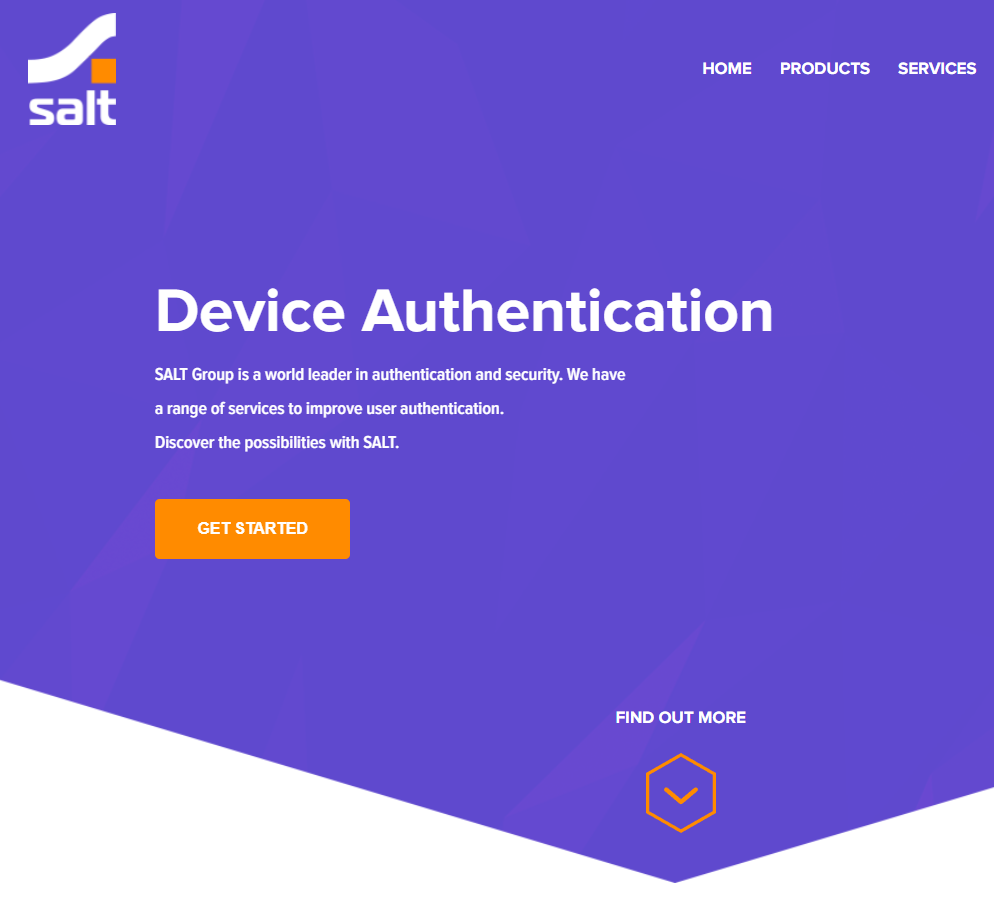 salt
HOME PRODUCTS SERVICES
Device Authentication
SALT Group is a world leader in authentication and security. We have
a range of services to improve user authentication.
Discover the possibilities with SALT.
GET STARTED
FIND OUT MORE